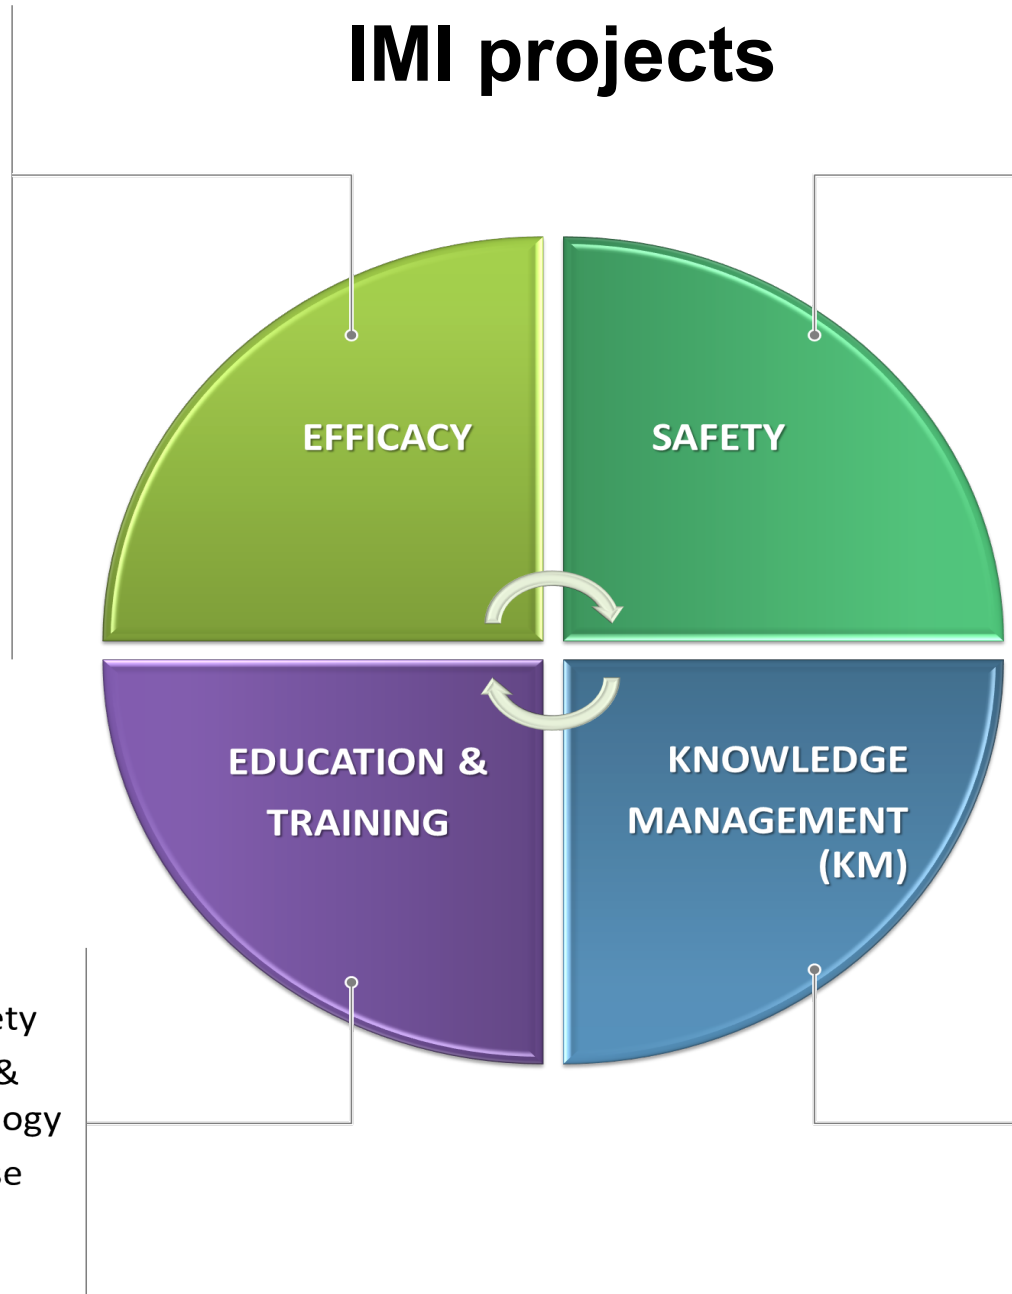 IMI projects
EFFICACY
SAFETY
EDUCATION &
TRAINING
KNOWLEDGE
MANAGEMENT
(KM)
&